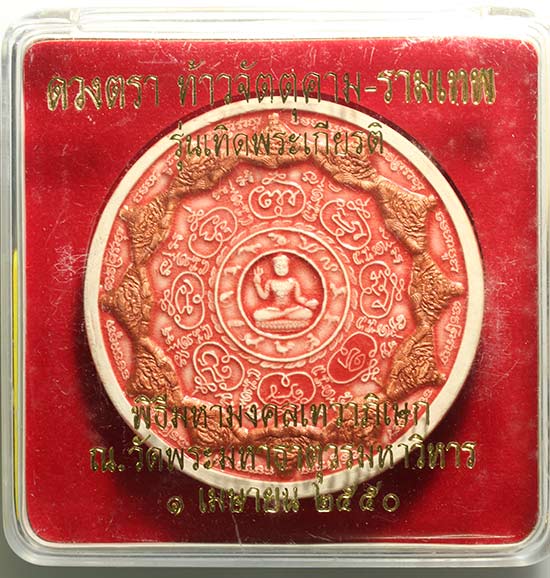 ดวงตรา ท้าวจัตตุคาม-รามเทพ
รุ่นเทิดพระเกียรติ
พิธีมหามงคลเทวาภิเษก
ณ.วัดพระมหาธาตุวรมหาวิหาร
๑ เมษายน ๒๕๕๐